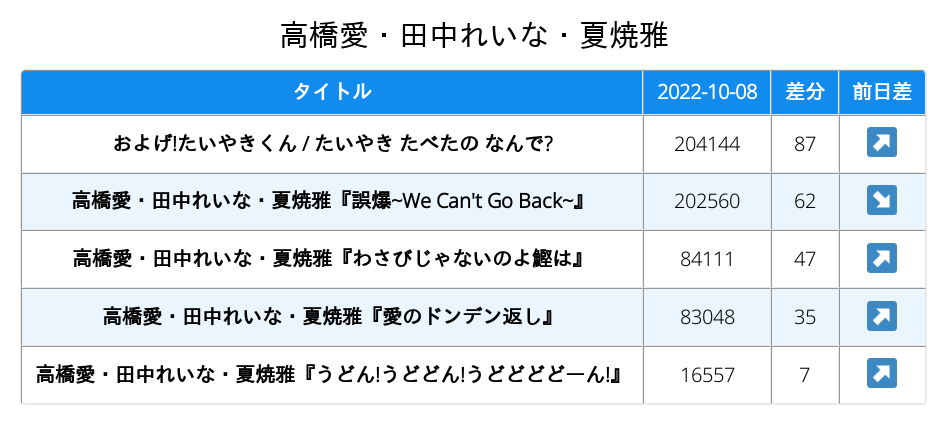 高橋愛・田中れいな・夏焼雅
タイトル 2022-10-08 差分 前日差
およげ!たいやきくん / たいやき たべたの なんで? 204144 87 ↗
高橋愛・田中れいな・夏焼雅『誤爆~We Can't Go Back~』 202560 62 ↘
高橋愛・田中れいな・夏焼雅『わさびじゃないのよ鰹は』 84111 47 ↗
高橋愛・田中れいな・夏焼雅『愛のドンデン返し』 83048 35 ↗
高橋愛・田中れいな・夏焼雅『うどん!うどどん!うどどどどーん!』 16557 7 ↗